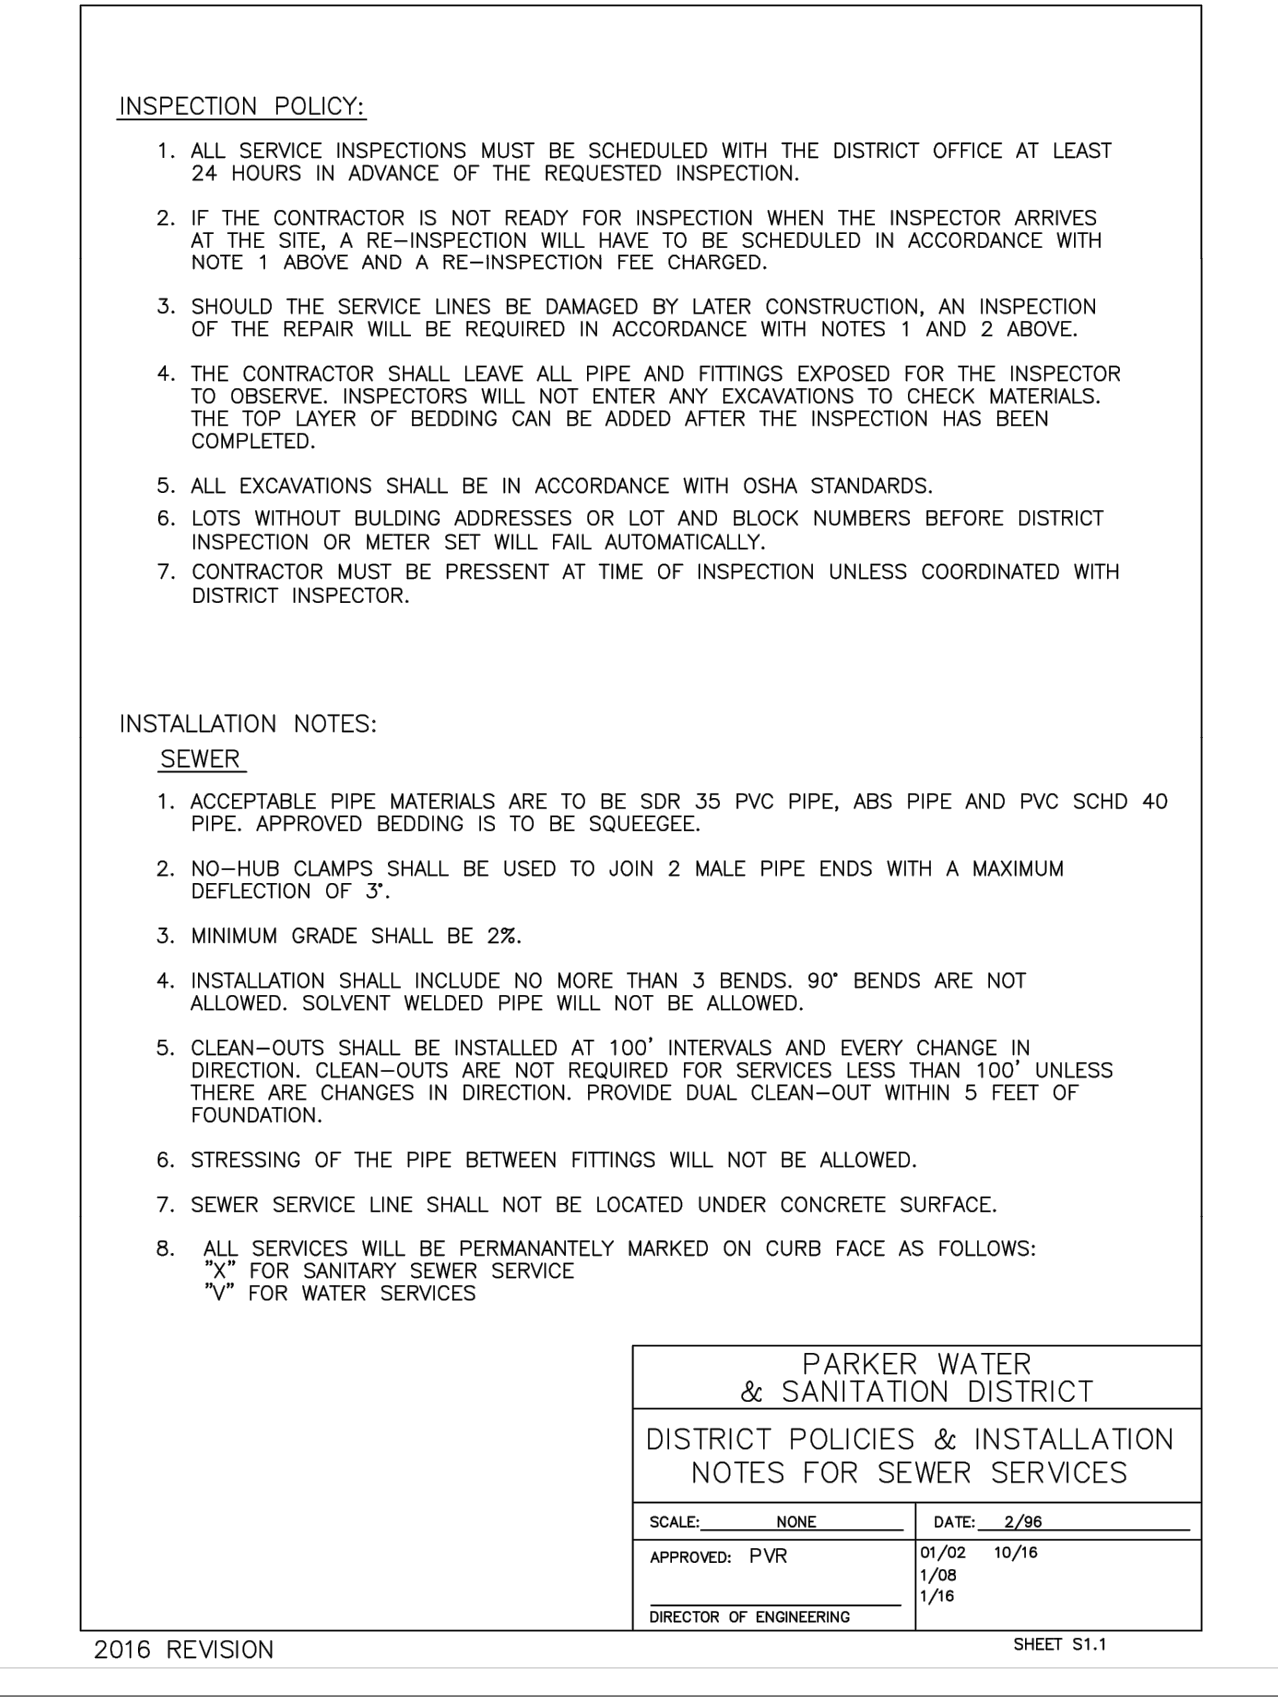 INSPECTION POLICY:
1. ALL SERVICE INSPECTIONS MUST BE SCHEDULED WITH THE DISTRICT OFFICE AT LEAST
24 HOURS IN ADVANCE OF THE REQUESTED INSPECTION.
2. IF THE CONTRACTOR IS NOT READY FOR INSPECTION WHEN THE INSPECTOR ARRIVES
AT THE SITE, A RE-INSPECTION WILL HAVE TO BE SCHEDULED IN ACCORDANCE WITH
NOTE 1 ABOVE AND A RE-INSPECTION FEE CHARGED.
3. SHOULD THE SERVICE LINES BE DAMAGED BY LATER CONSTRUCTION, AN INSPECTION
OF THE REPAIR WILL BE REQUIRED IN ACCORDANCE WITH NOTES 1 AND 2 ABOVE.
4. THE CONTRACTOR SHALL LEAVE ALL PIPE AND FITTINGS EXPOSED FOR THE INSPECTOR
TO OBSERVE. INSPECTORS WILL NOT ENTER ANY EXCAVATIONS TO CHECK MATERIALS.
THE TOP LAYER OF BEDDING CAN BE ADDED AFTER THE INSPECTION HAS BEEN
COMPLETED.
5. ALL EXCAVATIONS SHALL BE IN ACCORDANCE WITH OSHA STANDARDS.
6. LOTS WITHOUT BULDING ADDRESSES OR LOT AND BLOCK NUMBERS BEFORE DISTRICT
INSPECTION OR METER SET WILL FAIL AUTOMATICALLY.
7. CONTRACTOR MUST BE PRESSENT AT TIME OF INSPECTION UNLESS COORDINATED WITH
DISTRICT INSPECTOR.
INSTALLATION NOTES:
SEWER
1. ACCEPTABLE PIPE MATERIALS ARE TO BE SDR 35 PVC PIPE, ABS PIPE AND PVC SCHD 40
PIPE. APPROVED BEDDING IS TO BE SQUEEGEE.
2. NO-HUB CLAMPS SHALL BE USED TO JOIN 2 MALE PIPE ENDS WITH A MAXIMUM
DEFLECTION OF 3°.
3. MINIMUM GRADE SHALL BE 2%.
4. INSTALLATION SHALL INCLUDE NO MORE THAN 3 BENDS. 90° BENDS ARE NOT
ALLOWED. SOLVENT WELDED PIPE WILL NOT BE ALLOWED.
5. CLEAN-OUTS SHALL BE INSTALLED AT 100' INTERVALS AND EVERY CHANGE IN
DIRECTION. CLEAN-OUTS ARE NOT REQUIRED FOR SERVICES LESS THAN 100' UNLESS
THERE ARE CHANGES IN DIRECTION. PROVIDE DUAL CLEAN-OUT WITHIN 5 FEET OF
FOUNDATION.
6. STRESSING OF THE PIPE BETWEEN FITTINGS WILL NOT BE ALLOWED.
7. SEWER SERVICE LINE SHALL NOT BE LOCATED UNDER CONCRETE SURFACE.
8. ALL SERVICES WILL BE PERMANANTELY MARKED ON CURB FACE AS FOLLOWS:
"X" FOR SANITARY SEWER SERVICE
"V" FOR WATER SERVICES
PARKER WATER
& SANITATION DISTRICT
DISTRICT POLICIES & INSTALLATION
NOTES FOR SEWER SERVICES
SCALE: NONE
DATE: 2/96
APPROVED: PVR
DIRECTOR OF ENGINEERING
01/02 10/16
1/08
1/16
2016 REVISION
SHEET S1.1